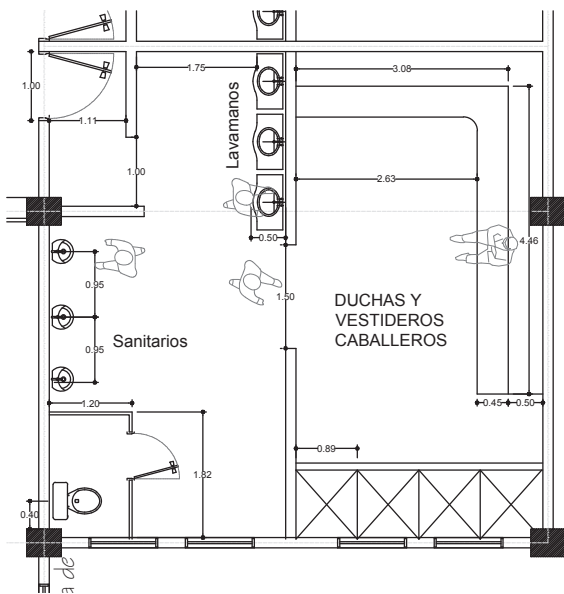 1.75
3.08
1.00
1.11
Lavamanos
1.00
2.63
0.50
4.46
0.95
1.50
DUCHAS Y
VESTIDEROS
CABALLEROS
Sanitarios
0.95
1.20
0.45
0.50
0.89
1.82
0.40
a de